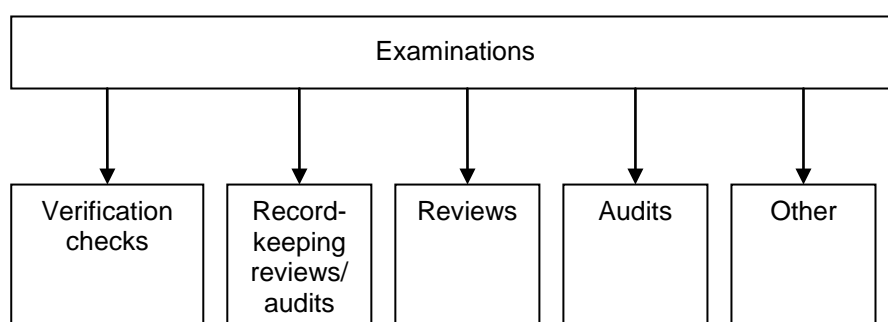 Examinations
Verification
checks
Record-
keeping
reviews/
audits
Reviews
Audits
Other